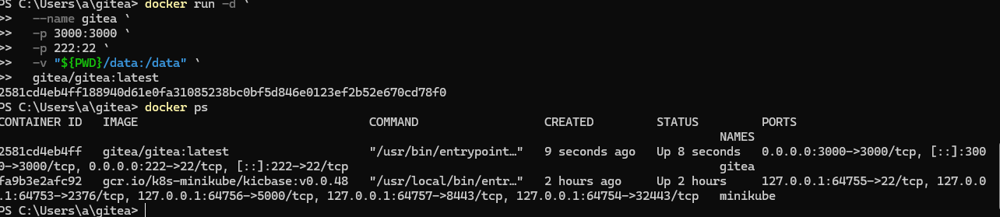 PS C:\Users\a\gitea> docker run -d `
>>   --name gitea `
>>   -p 3000:3000 `
>>   -p 222:22 `
>>   -v "${PWD}/data:/data" `
>>   gitea/gitea:latest
2581cd4eb4ff188940d61e0fa31085238bc0bf5d846e0123ef2b52e670cd78f0
PS C:\Users\a\gitea> docker ps
CONTAINER ID   IMAGE                                 COMMAND                  CREATED         STATUS         PORTS
                                                                                                   NAMES
2581cd4eb4ff   gitea/gitea:latest                    "/usr/bin/entrypoint…"   9 seconds ago   Up 8 seconds   0.0.0.0:3000->3000/tcp, [::]:300
0->3000/tcp, 0.0.0.0:222->22/tcp, [::]:222->22/tcp                                                 gitea
fa9b3e2afc92   gcr.io/k8s-minikube/kicbase:v0.0.48   "/usr/local/bin/entr…"   2 hours ago     Up 2 hours     127.0.0.1:64755->22/tcp, 127.0.0
.1:64753->2376/tcp, 127.0.0.1:64756->5000/tcp, 127.0.0.1:64757->8443/tcp, 127.0.0.1:64754->32443/tcp   minikube
PS C:\Users\a\gitea>